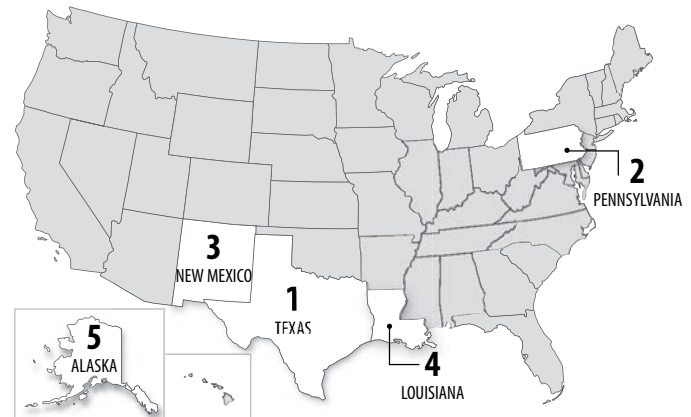 2
PENNSYLVANIA
3
NEW MEXICO
1
TEXAS
5
ALASKA
4
LOUISIANA